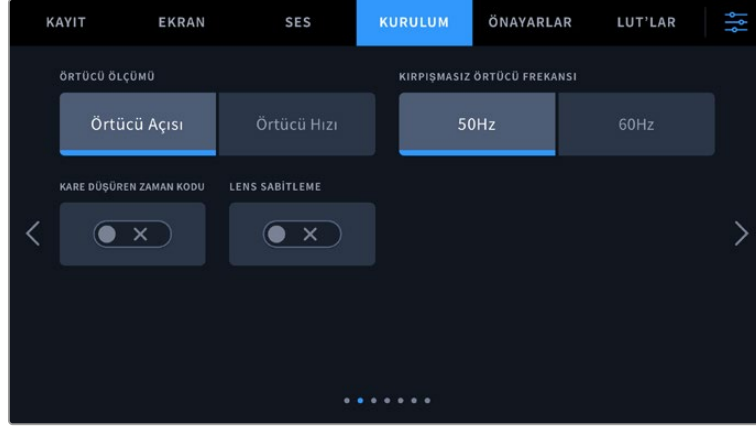 KAYIT EKRAN SES KURULUM ÖNAYARLAR LUT'LAR
ÖRTÜCÜ ÖLÇÜMÜ KIRPIŞMASIZ ÖRTÜCÜ FREKANSI
Örtücü Açısı Örtücü Hızı 50Hz 60Hz
KARE DÜŞÜREN ZAMAN KODU LENS SABİTLEME